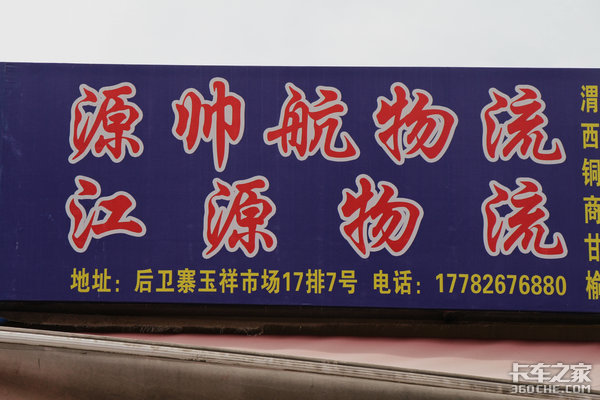 源帅航物流
江源物流
地址：后卫寨玉祥市场17排7号 电话：17782676880
渭西铜商甘榆
卡车之家
360CHE.COM